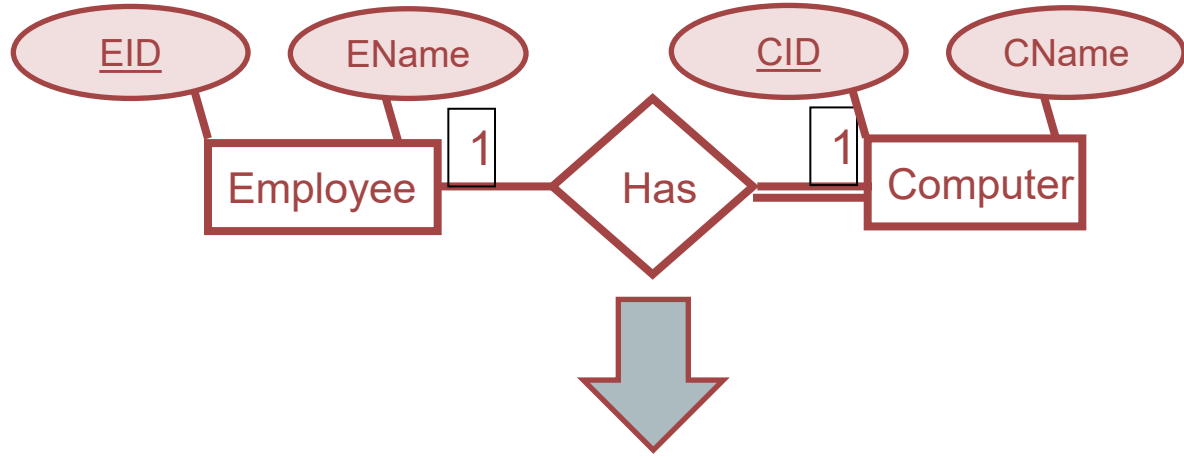 EID
EName
CID
CName
1
1
Employee
Has
Computer